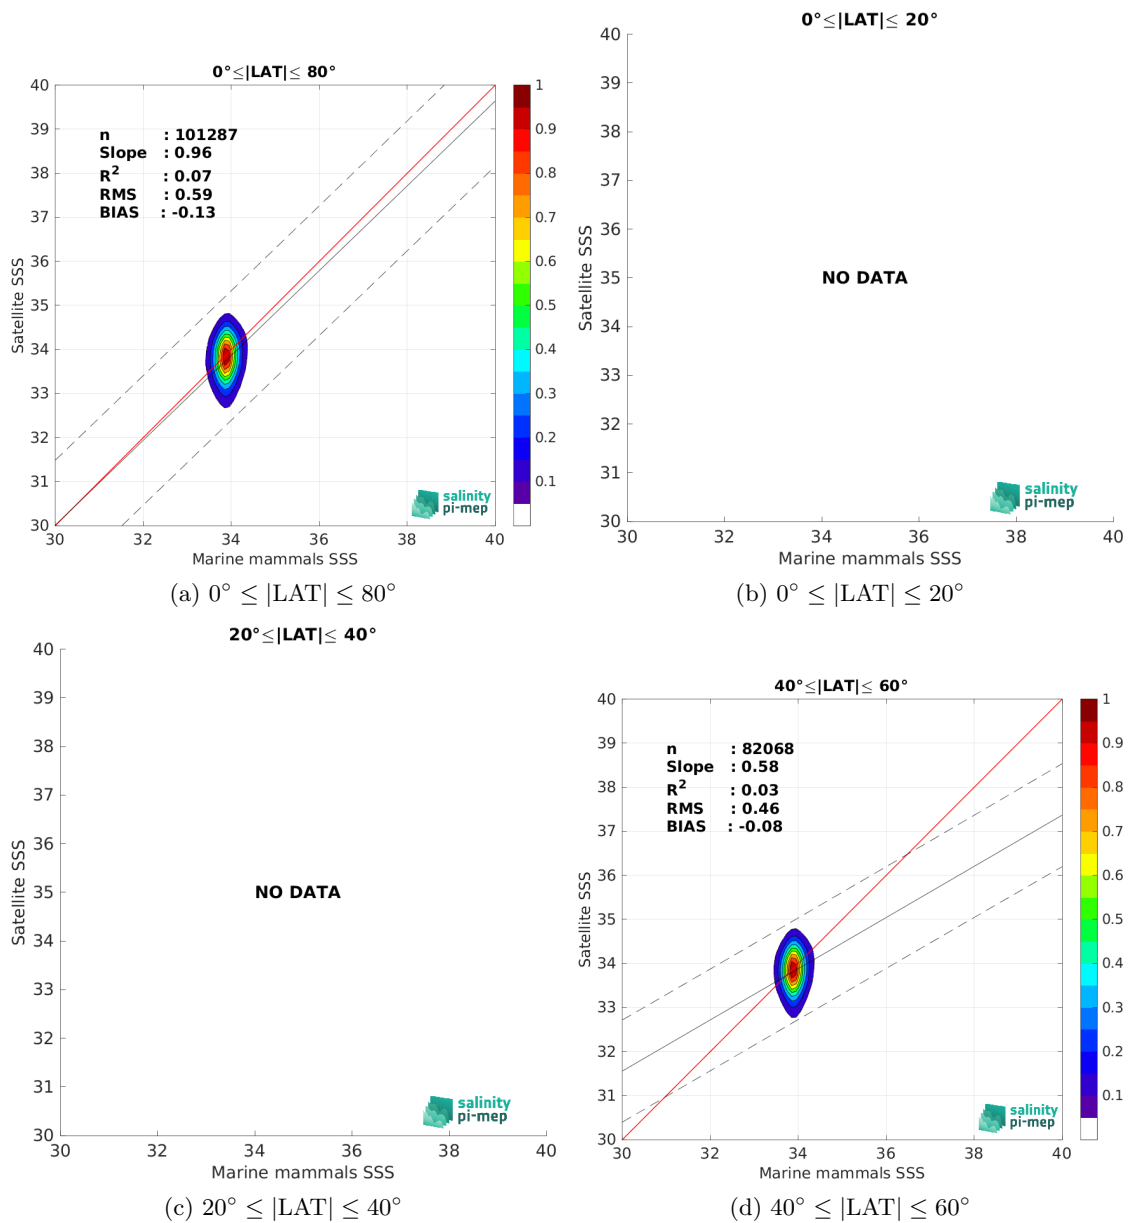 0°≤|LAT|≤ 80°
40
39
38
37
36
35
34
33
32
31
30
Satellite SSS
n : 101287
Slope : 0.96
R² : 0.07
RMS : 0.59
BIAS : -0.13
salinity
pi-mep
30 32 34 36 38 40
Marine mammals SSS
1
0.9
0.8
0.7
0.6
0.5
0.4
0.3
0.2
0.1
(a) 0° ≤ |LAT| ≤ 80°
0°≤|LAT|≤ 20°
40
39
38
37
36
35
34
33
32
31
30
Satellite SSS
NO DATA
salinity
pi-mep
30 32 34 36 38 40
Marine mammals SSS
(b) 0° ≤ |LAT| ≤ 20°
20°≤|LAT|≤ 40°
40
39
38
37
36
35
34
33
32
31
30
Satellite SSS
NO DATA
salinity
pi-mep
30 32 34 36 38 40
Marine mammals SSS
(c) 20° ≤ |LAT| ≤ 40°
40°≤|LAT|≤ 60°
40
39
38
37
36
35
34
33
32
31
30
Satellite SSS
n : 82068
Slope : 0.58
R² : 0.03
RMS : 0.46
BIAS : -0.08
salinity
pi-mep
30 32 34 36 38 40
Marine mammals SSS
1
0.9
0.8
0.7
0.6
0.5
0.4
0.3
0.2
0.1
(d) 40° ≤ |LAT| ≤ 60°